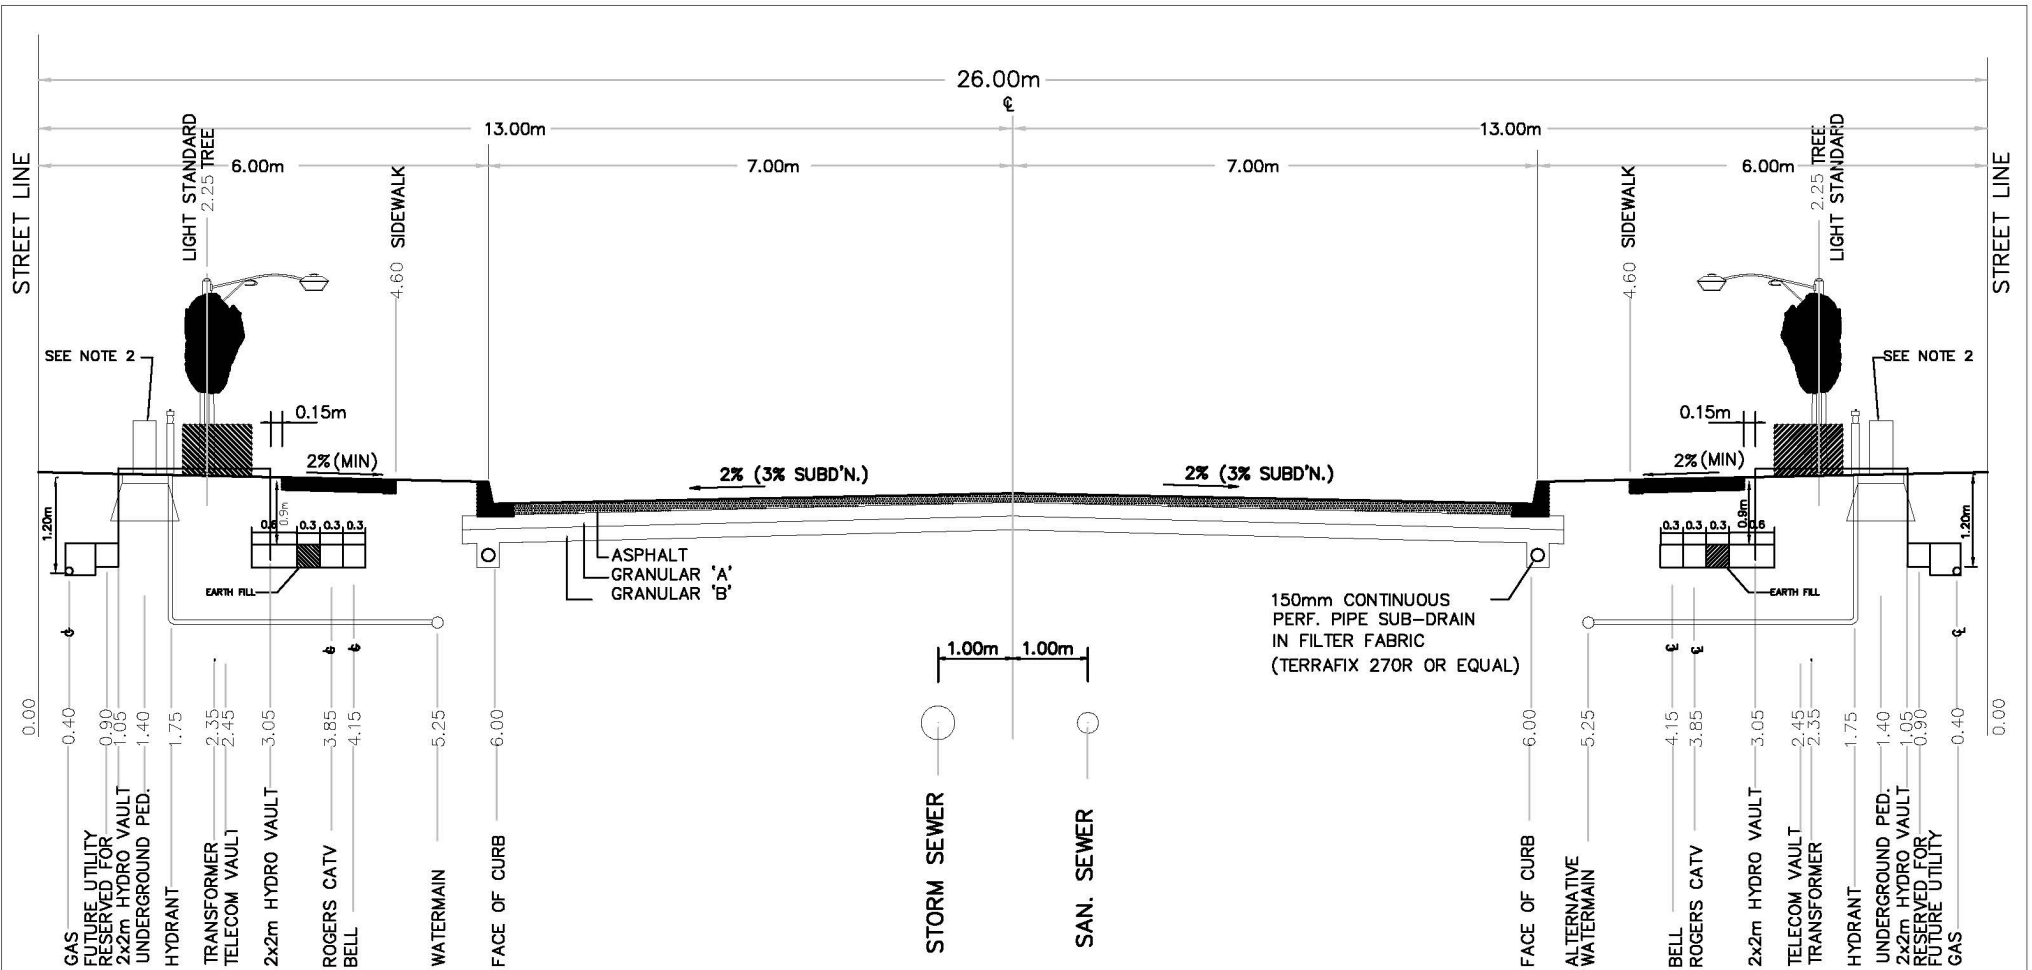 26.00m
℄
13.00m
13.00m
6.00m
7.00m
7.00m
6.00m
STREET LINE
LIGHT STANDARD
2.25 TREE
4.60 SIDEWALK
4.60 SIDEWALK
2.25 TREE
LIGHT STANDARD
STREET LINE
SEE NOTE 2
SEE NOTE 2
0.15m
0.15m
2%(MIN)
2% (3% SUBD'N.)
2% (3% SUBD'N.)
2%(MIN)
1.20m
0.9m
0.6
0.3
0.3
0.3
0.3
0.3
0.3
0.6
0.9m
1.20m
EARTH FILL
EARTH FILL
ASPHALT
GRANULAR 'A'
GRANULAR 'B'
150mm CONTINUOUS
PERF. PIPE SUB-DRAIN
IN FILTER FABRIC
(TERRAFIX 270R OR EQUAL)
1.00m
1.00m
℄
℄
℄
℄
℄
℄
0.00
0.40
0.90
1.05
1.40
1.75
2.35
2.45
3.05
3.85
4.15
5.25
6.00
6.00
5.25
4.15
3.85
3.05
2.45
2.35
1.75
1.40
1.05
0.90
0.40
0.00
GAS
FUTURE UTILITY
RESERVED FOR
2x2m HYDRO VAULT
UNDERGROUND PED.
HYDRANT
TRANSFORMER
TELECOM VAULT
2x2m HYDRO VAULT
ROGERS CATV
BELL
WATERMAIN
FACE OF CURB
STORM SEWER
SAN. SEWER
FACE OF CURB
ALTERNATIVE
WATERMAIN
BELL
ROGERS CATV
2x2m HYDRO VAULT
TELECOM VAULT
TRANSFORMER
HYDRANT
UNDERGROUND PED.
2x2m HYDRO VAULT
RESERVED FOR
FUTURE UTILITY
GAS